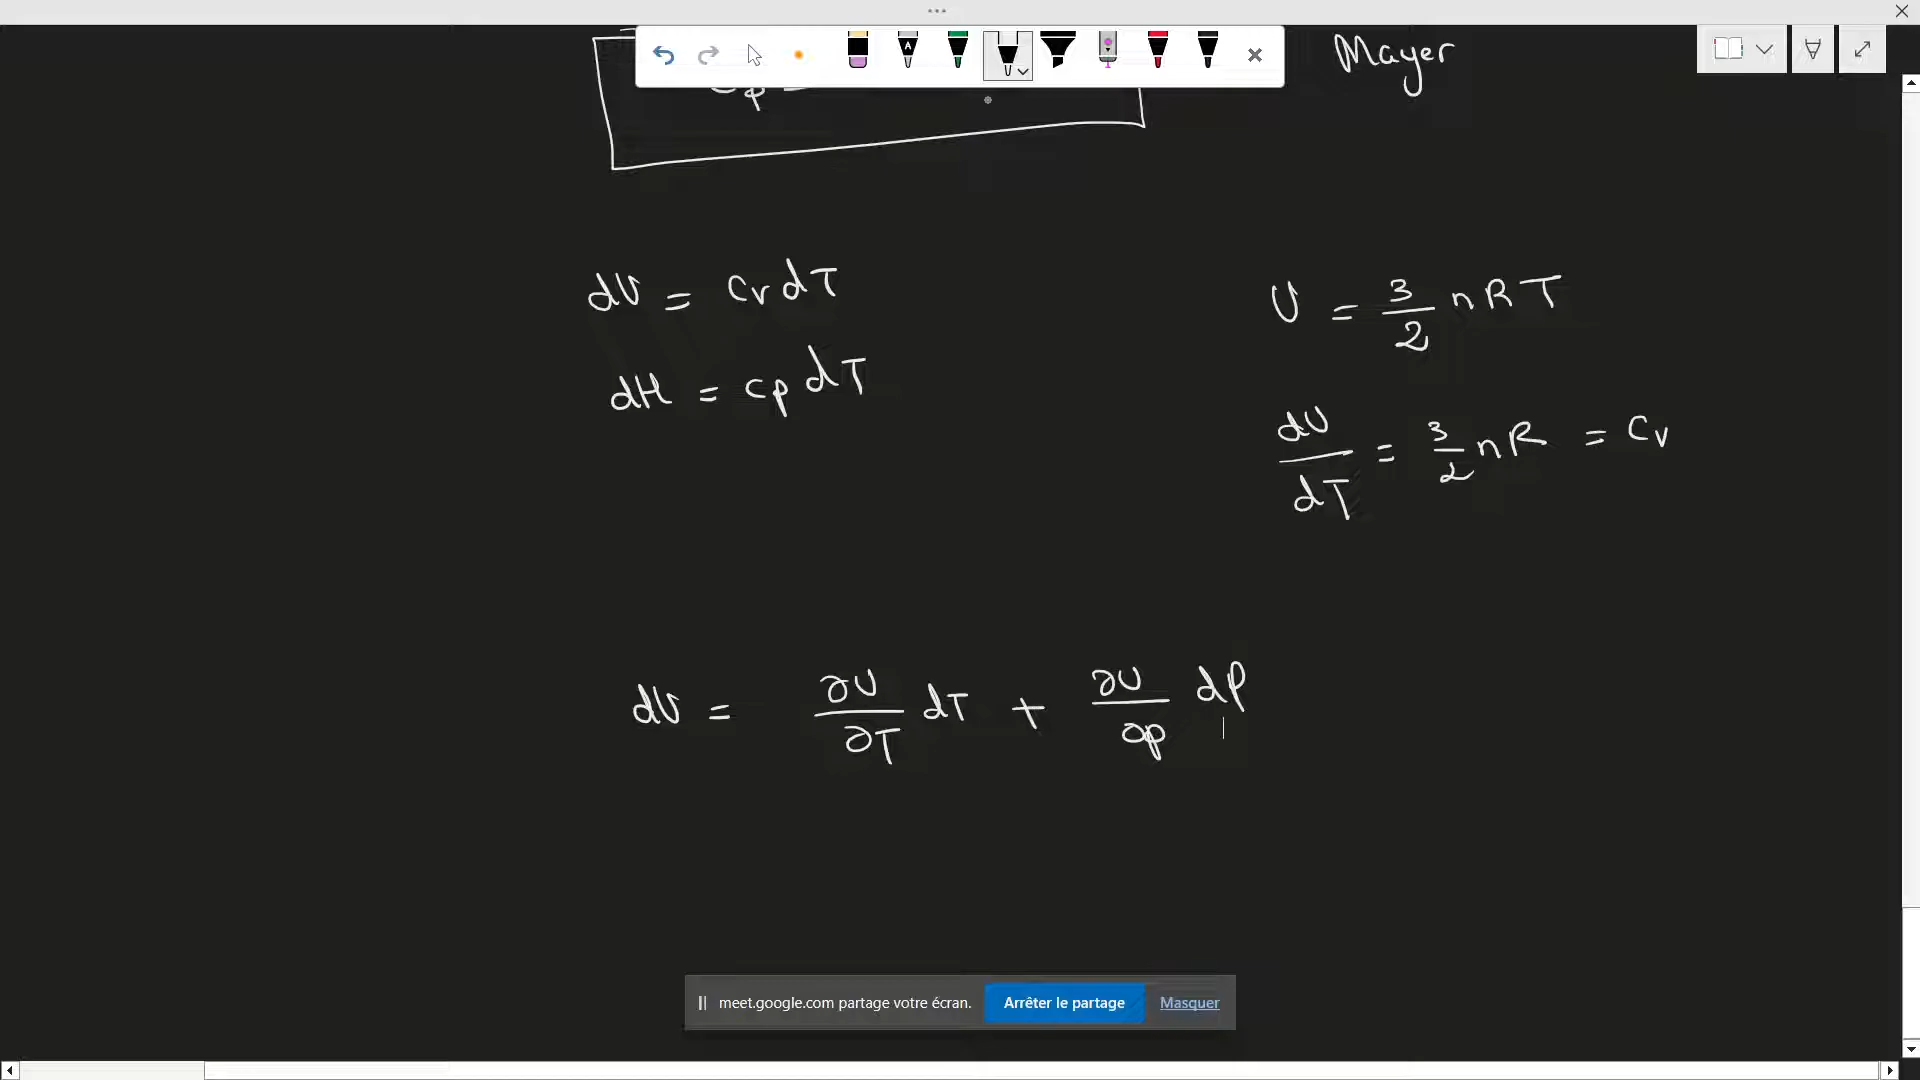 Mayer
Cp =
dU = Cv dT
dH = Cp dT
U = 3/2 nRT
dU/dT = 3/2 nR = Cv
dU = ∂U/∂T dT + ∂U/∂p dP
meet.google.com partage votre écran. Arrêter le partage Masquer